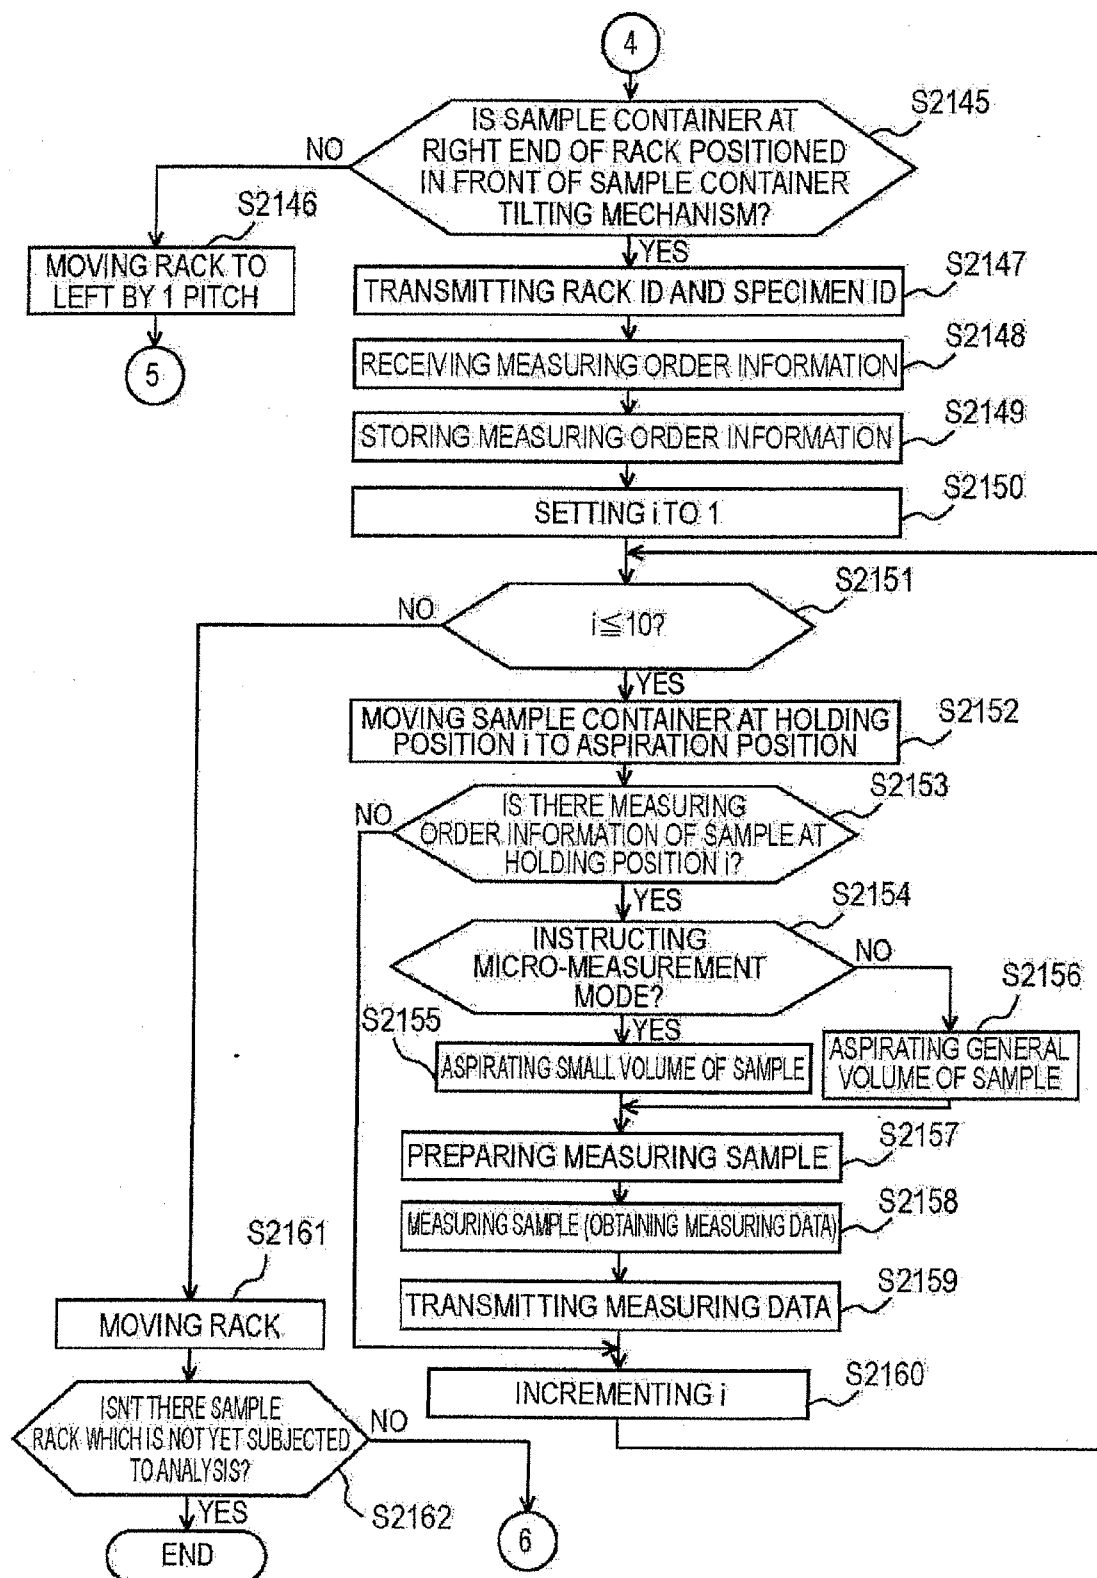 4
IS SAMPLE CONTAINER AT
RIGHT END OF RACK POSITIONED
IN FRONT OF SAMPLE CONTAINER
TILTING MECHANISM?
S2145
NO
YES
S2146
MOVING RACK TO
LEFT BY 1 PITCH
5
S2147
TRANSMITTING RACK ID AND SPECIMEN ID
S2148
RECEIVING MEASURING ORDER INFORMATION
S2149
STORING MEASURING ORDER INFORMATION
S2150
SETTING i TO 1
S2151
NO
i≦10?
YES
S2152
MOVING SAMPLE CONTAINER AT HOLDING
POSITION i TO ASPIRATION POSITION
S2153
NO
IS THERE MEASURING
ORDER INFORMATION OF SAMPLE AT
HOLDING POSITION i?
YES
S2154
INSTRUCTING
MICRO-MEASUREMENT
MODE?
NO
YES
S2155
ASPIRATING SMALL VOLUME OF SAMPLE
S2156
ASPIRATING GENERAL
VOLUME OF SAMPLE
S2157
PREPARING MEASURING SAMPLE
S2158
MEASURING SAMPLE (OBTAINING MEASURING DATA)
S2159
TRANSMITTING MEASURING DATA
S2160
INCREMENTING i
S2161
MOVING RACK
ISN'T THERE SAMPLE
RACK WHICH IS NOT YET SUBJECTED
TO ANALYSIS?
NO
S2162
YES
END
6